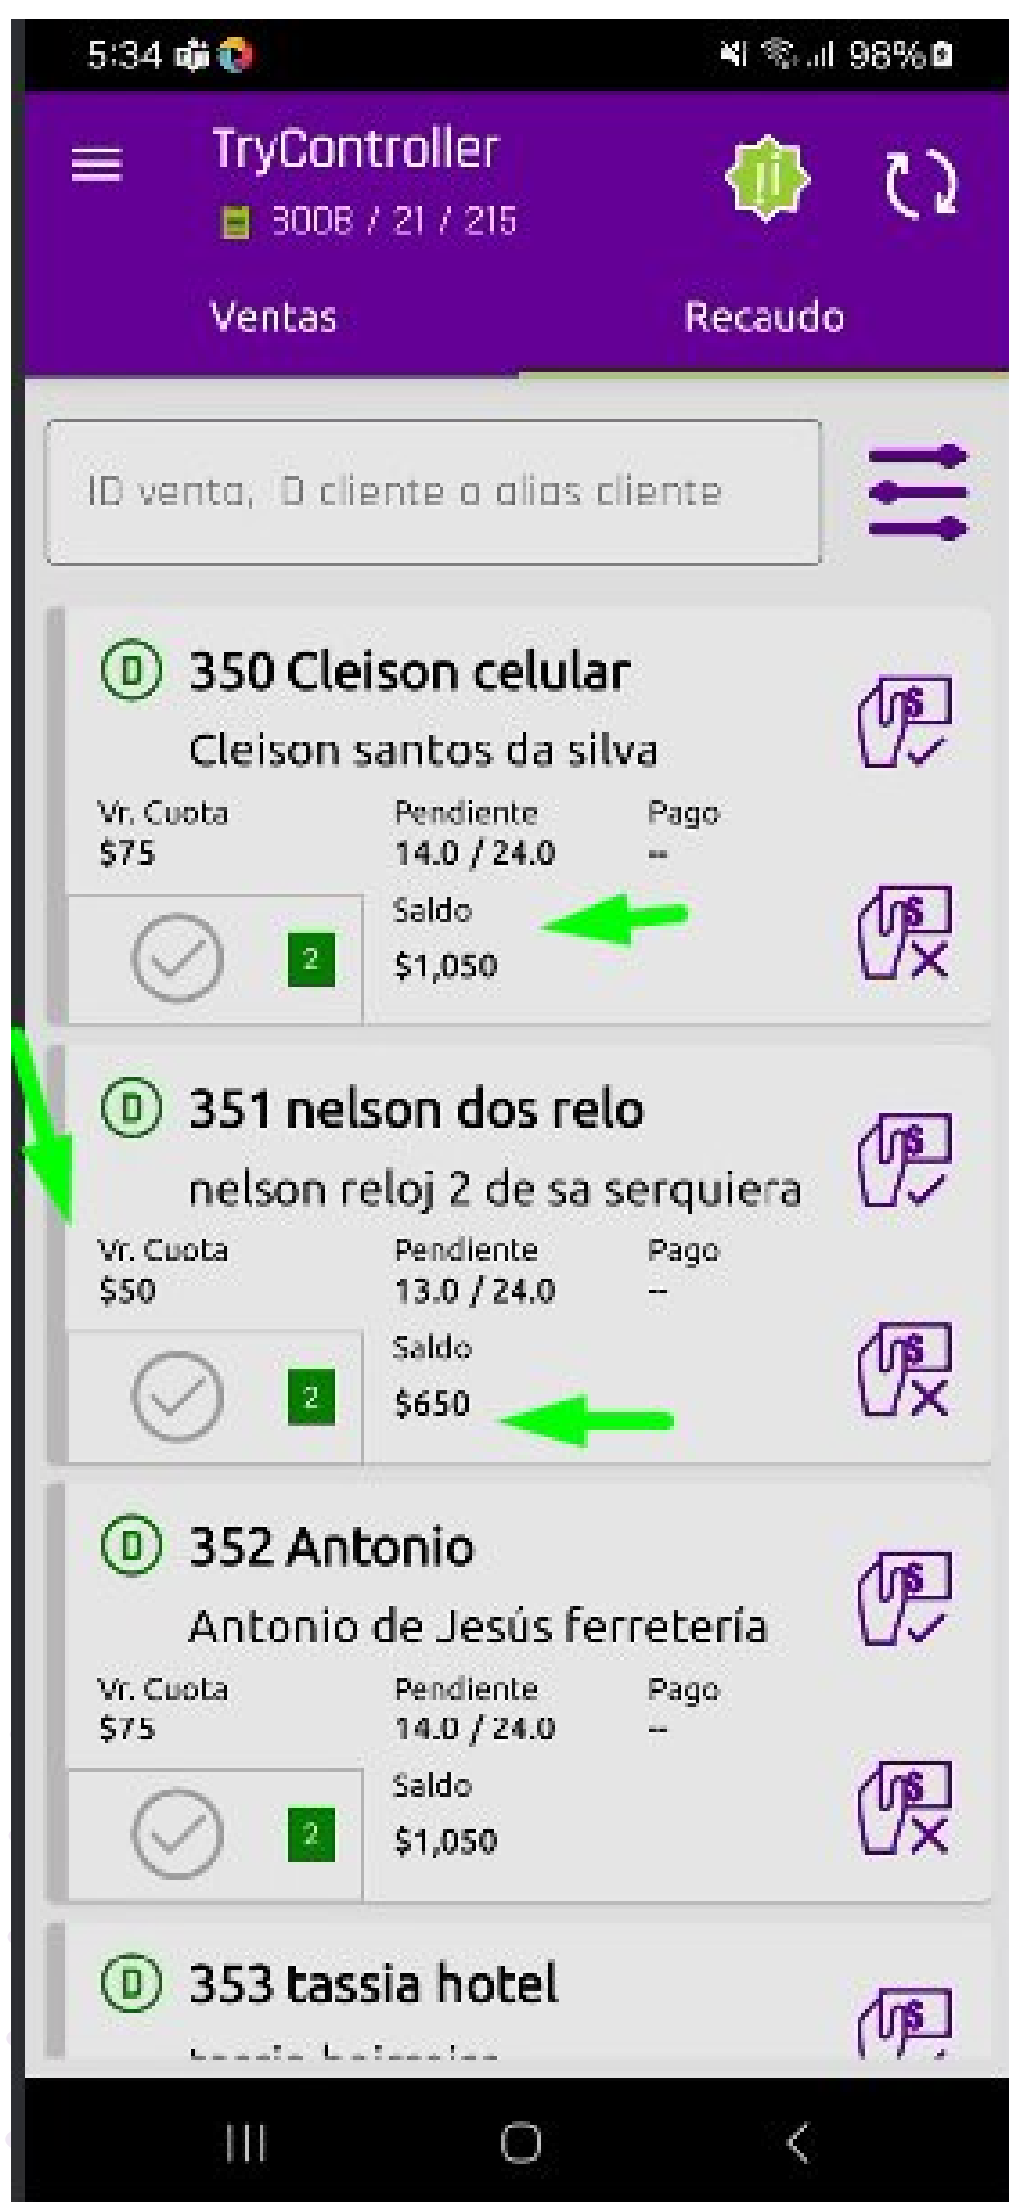 5:34
98%
TryController
3008 / 21 / 215
Ventas
Recaudo
ID venta, ID cliente o alias cliente
D 350 Cleison celular
Cleison santos da silva
Vr. Cuota Pendiente Pago
$75 14.0 / 24.0 --
Saldo
2 $1,050
D 351 nelson dos relo
nelson reloj 2 de sa serquiera
Vr. Cuota Pendiente Pago
$50 13.0 / 24.0 --
Saldo
2 $650
D 352 Antonio
Antonio de Jesús ferretería
Vr. Cuota Pendiente Pago
$75 14.0 / 24.0 --
Saldo
2 $1,050
D 353 tassia hotel